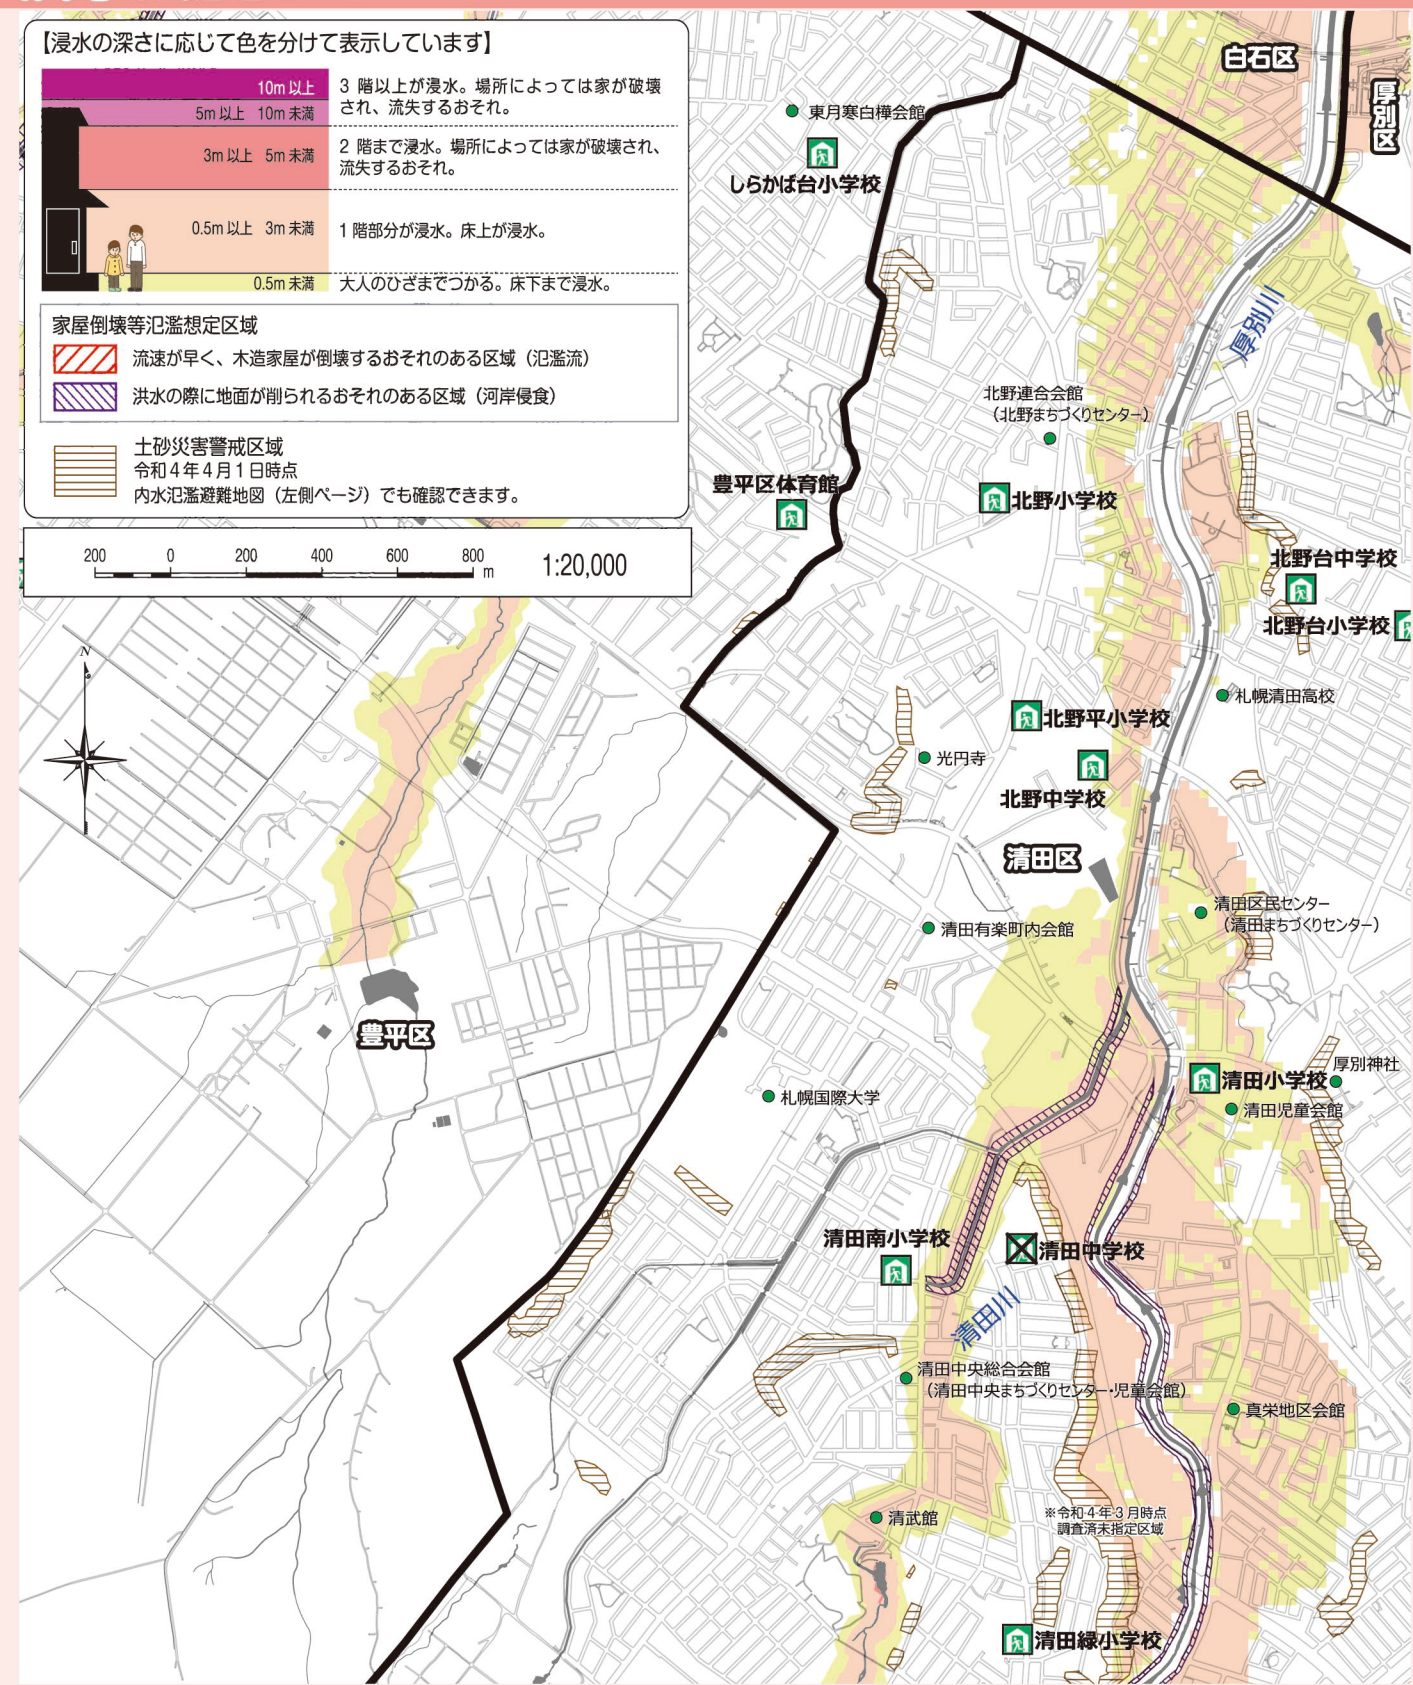 【浸水の深さに応じて色を分けて表示しています】
10m 以上
5m 以上 10m 未満
3 階以上が浸水。場所によっては家が破壊
され、流失するおそれ。
3m 以上 5m 未満
2 階まで浸水。場所によっては家が破壊され、
流失するおそれ。
0.5m 以上 3m 未満
1 階部分が浸水。床上が浸水。
0.5m 未満
大人のひざまでつかる。床下まで浸水。
家屋倒壊等氾濫想定区域
流速が早く、木造家屋が倒壊するおそれのある区域（氾濫流）
洪水の際に地面が削られるおそれのある区域（河岸侵食）
土砂災害警戒区域
令和４年４月１日時点
内水氾濫避難地図（左側ページ）でも確認できます。
200 0 200 400 600 800 m 1:20,000
N
白石区
厚別区
東月寒白樺会館
しらかば台小学校
厚別川
北野連合会館
（北野まちづくりセンター）
豊平区体育館
北野小学校
北野台中学校
北野台小学校
札幌清田高校
北野平小学校
光円寺
北野中学校
清田区
清田区民センター
（清田まちづくりセンター）
清田有楽町内会館
豊平区
厚別神社
清田小学校
清田児童会館
札幌国際大学
清田南小学校
清田中学校
清田川
清田中央総合会館
（清田中央まちづくりセンター・児童会館）
真栄地区会館
清武館
※令和４年３月時点
調査済未指定区域
清田緑小学校